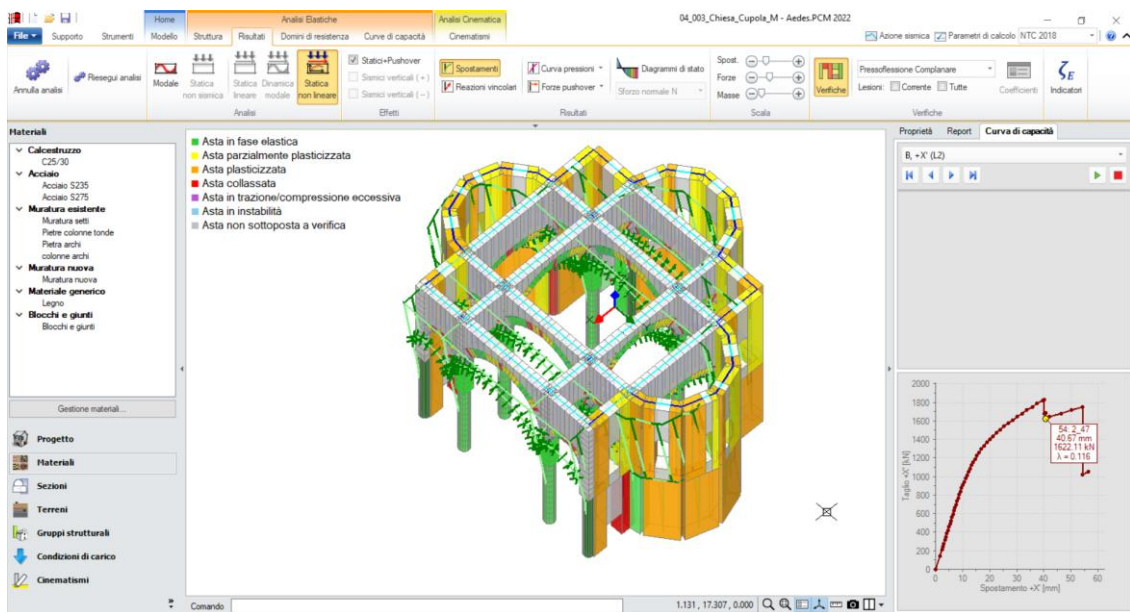 04_003_Chiesa_Cupola_M - Aedes.PCM 2022
Home
Analisi Elastiche
Analisi Cinematica
File
Supporto
Strumenti
Modello
Struttura
Risultati
Domini di resistenza
Curve di capacità
Cinematismi
Azione sismica
Parametri di calcolo
NTC 2018
Annulla analisi
Riesegui analisi
Modale
Statica non sismica
Statica lineare
Dinamica modale
Statica non lineare
Analisi
Statici+Pushover
Sismici verticali (+)
Sismici verticali (–)
Effetti
Spostamenti
Reazioni vincolari
Curva pressioni
Forze pushover
Diagrammi di stato
Sforzo normale N
Risultati
Spost.
Forze
Masse
Scala
Verifiche
Pressoflessione Complanare
Lesioni:
Corrente
Tutte
Coefficienti
Verifiche
ζE
Indicatori
Materiali
Calcestruzzo
C25/30
Acciaio
Acciaio S235
Acciaio S275
Muratura esistente
Muratura setti
Pietre colonne tonde
Pietra archi
colonne archi
Muratura nuova
Muratura nuova
Materiale generico
Legno
Blocchi e giunti
Blocchi e giunti
Gestione materiali...
Progetto
Materiali
Sezioni
Terreni
Gruppi strutturali
Condizioni di carico
Cinematismi
Asta in fase elastica
Asta parzialmente plasticizzata
Asta plasticizzata
Asta collassata
Asta in trazione/compressione eccessiva
Asta in instabilità
Asta non sottoposta a verifica
Comando
1.131 , 17.307 , 0.000
Proprietà
Report
Curva di capacità
B, +X' (L2)
Taglio +X' [kN]
2000
1800
1600
1400
1200
1000
800
600
400
200
0
54: 2_47
40.67 mm
1622.11 kN
λ = 0.116
0 10 20 30 40 50 60
Spostamento +X' [mm]